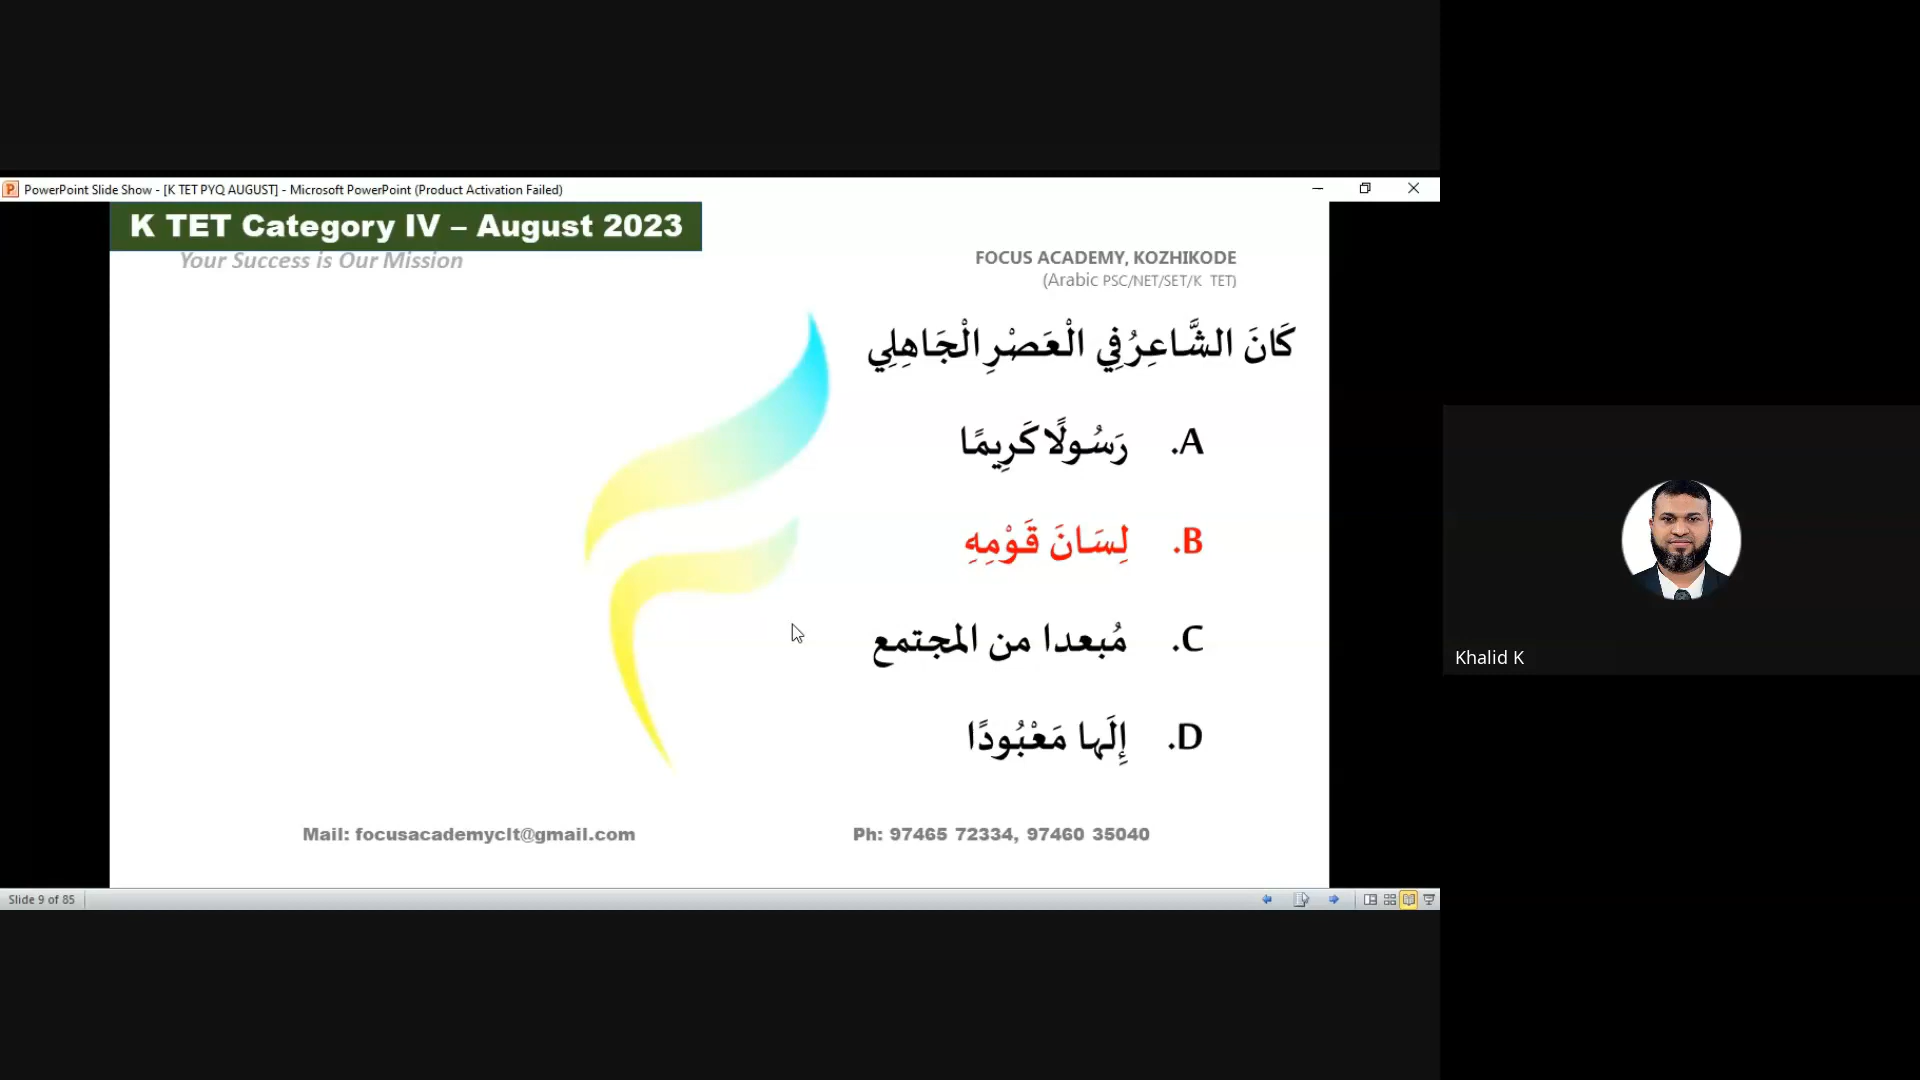 PowerPoint Slide Show - [K TET PYQ AUGUST] - Microsoft PowerPoint (Product Activation Failed)
K TET Category IV – August 2023
Your Success is Our Mission
FOCUS ACADEMY, KOZHIKODE
(Arabic PSC/NET/SET/K TET)
كَانَ الشَّاعِرُ فِي الْعَصْرِ الْجَاهِلِي
A. رَسُولًا كَرِيمًا
B. لِسَانَ قَوْمِهِ
C. مُبعدا من المجتمع
D. إِلَها مَعْبُودًا
Mail: focusacademyclt@gmail.com
Ph: 97465 72334, 97460 35040
Slide 9 of 85
Khalid K